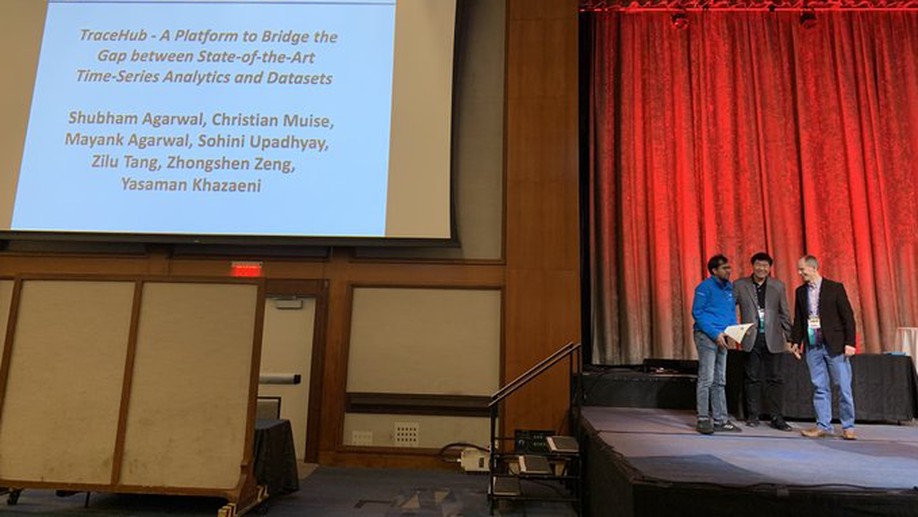 TraceHub - A Platform to Bridge the
Gap between State-of-the-Art
Time-Series Analytics and Datasets
Shubham Agarwal, Christian Muise,
Mayank Agarwal, Sohini Upadhyay,
Zilu Tang, Zhongshen Zeng,
Yasaman Khazaeni